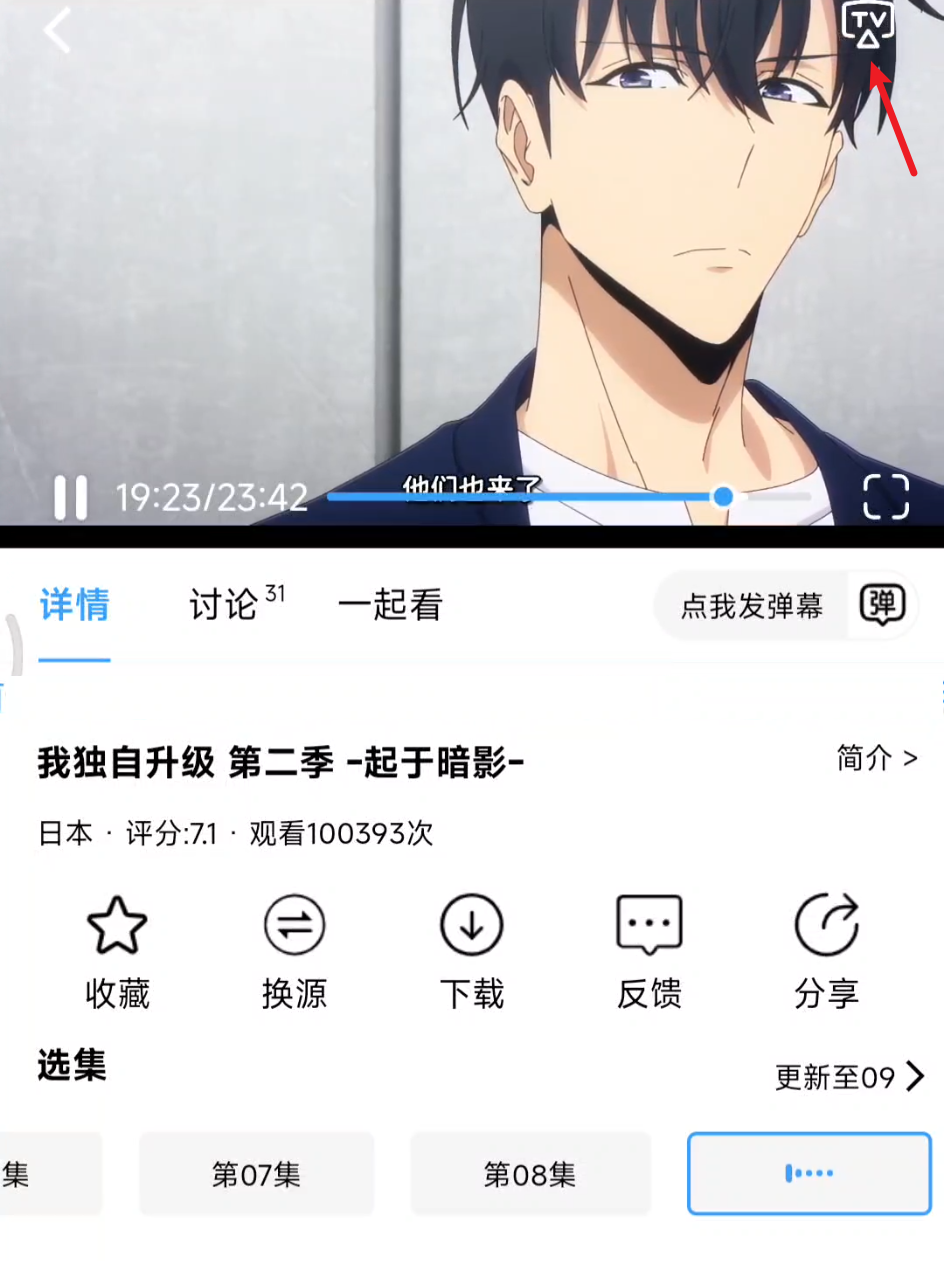 TV
19:23/23:42
他们也来了
详情
讨论 31
一起看
点我发弹幕
弹
我独自升级 第二季 -起于暗影-
简介 >
日本 · 评分:7.1 · 观看100393次
收藏
换源
下载
反馈
分享
选集
更新至09
集
第07集
第08集